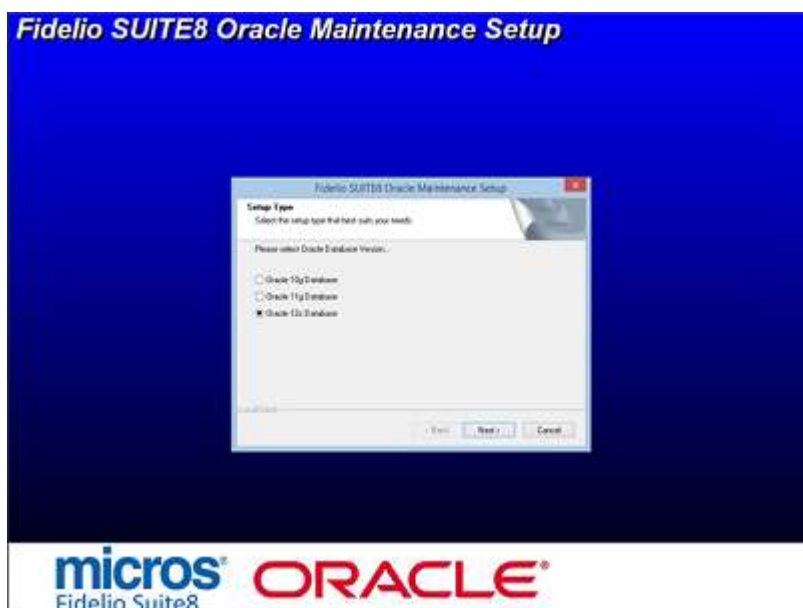 Fidelio SUITE8 Oracle Maintenance Setup
Fidelio SUITE8 Oracle Maintenance Setup
Setup Type
Select the setup type that best suits your needs.
Please select Oracle Database Version...
Oracle 10g Database
Oracle 11g Database
Oracle 12c Database
< Back Next > Cancel
micros ORACLE
Fidelio Suite8